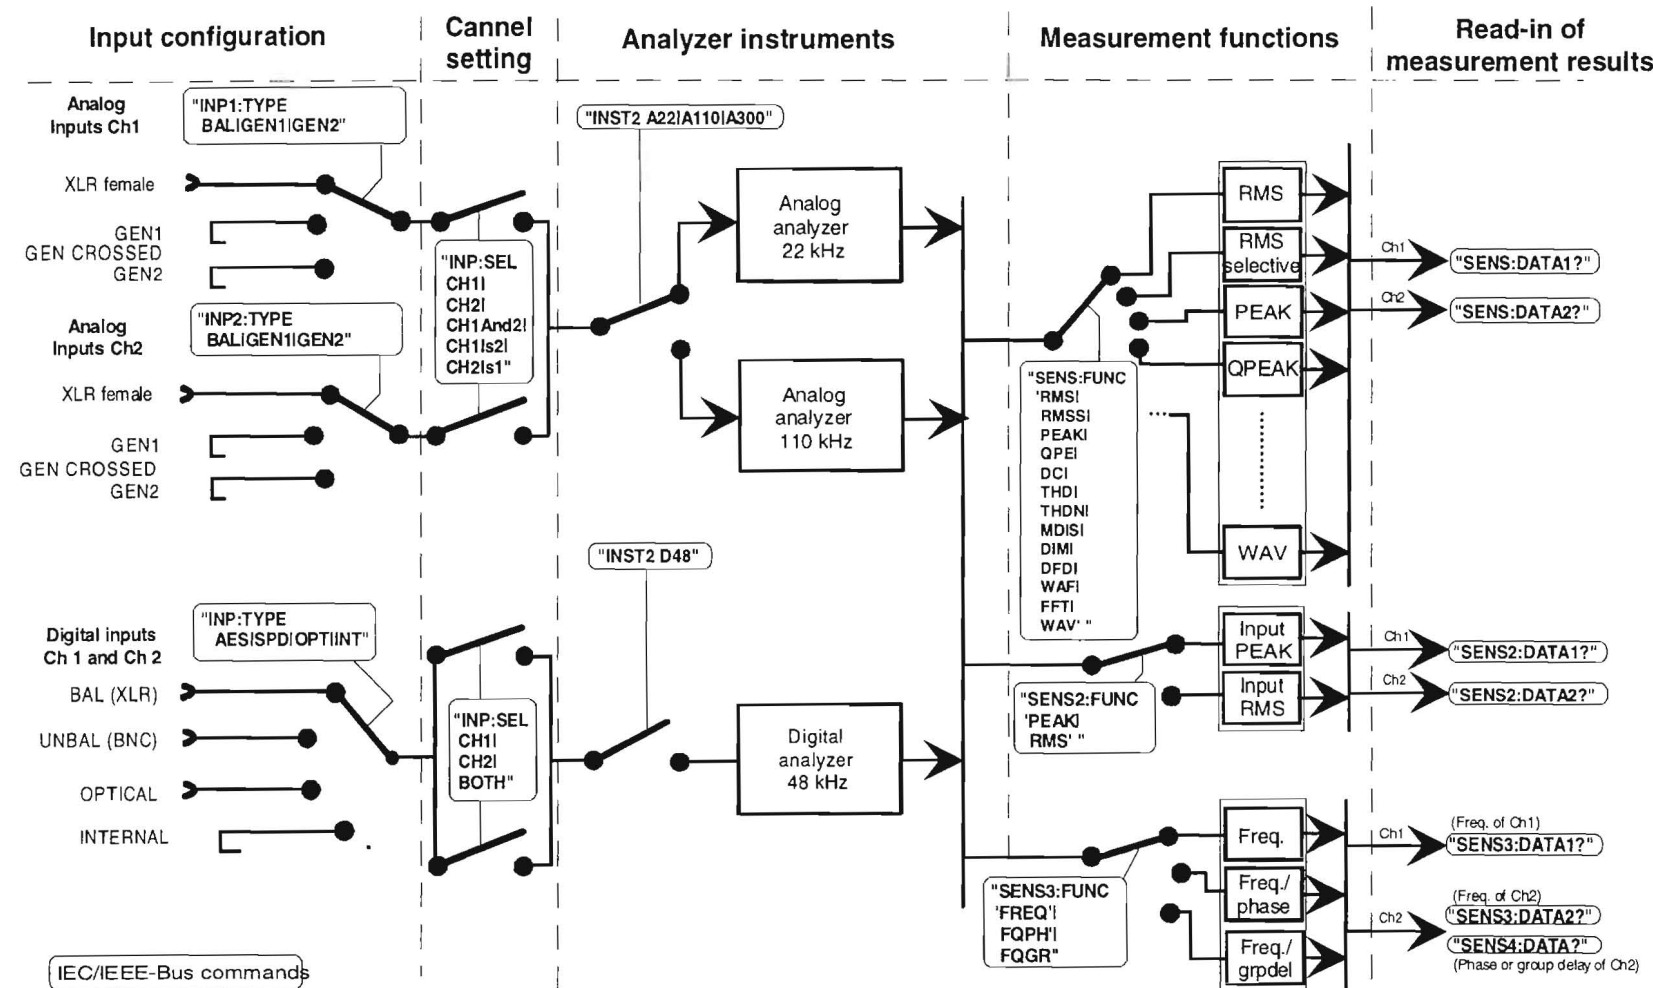 Input configuration
Cannel
setting
Analyzer instruments
Measurement functions
Read-in of
measurement results
Analog
Inputs Ch1
"INP1:TYPE
BAL|GEN1|GEN2"
XLR female
GEN1
GEN CROSSED
GEN2
Analog
Inputs Ch2
"INP2:TYPE
BAL|GEN1|GEN2"
XLR female
GEN1
GEN CROSSED
GEN2
"INP:SEL
CH1|
CH2|
CH1And2|
CH1Is2|
CH2Is1"
"INST2 A22|A110|A300"
Analog
analyzer
22 kHz
Analog
analyzer
110 kHz
"SENS:FUNC
'RMS|
RMSS|
PEAK|
QPE|
DC|
THD|
THDN|
MDIS|
DIM|
DFD|
WAF|
FFT|
WAV' "
RMS
RMS
selective
PEAK
QPEAK
WAV
Ch1
"SENS:DATA1?"
Ch2
"SENS:DATA2?"
Digital inputs
Ch 1 and Ch 2
"INP:TYPE
AES|SPD|OPT|INT"
BAL (XLR)
UNBAL (BNC)
OPTICAL
INTERNAL
"INP:SEL
CH1|
CH2|
BOTH"
"INST2 D48"
Digital
analyzer
48 kHz
"SENS2:FUNC
'PEAK|
RMS' "
Input
PEAK
Input
RMS
Ch1
"SENS2:DATA1?"
Ch2
"SENS2:DATA2?"
"SENS3:FUNC
'FREQ'|
FQPH'|
FQGR"
Freq.
Freq./
phase
Freq./
grpdel
Ch1
(Freq. of Ch1)
"SENS3:DATA1?"
Ch2
(Freq. of Ch2)
"SENS3:DATA2?"
"SENS4:DATA?"
(Phase or group delay of Ch2)
IEC/IEEE-Bus commands